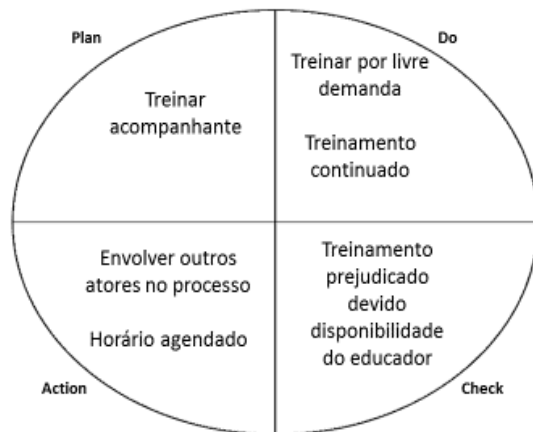 Plan
Treinar
acompanhante
Do
Treinar por livre
demanda
Treinamento
continuado
Envolver outros
atores no processo
Horário agendado
Action
Treinamento
prejudicado
devido
disponibilidade
do educador
Check